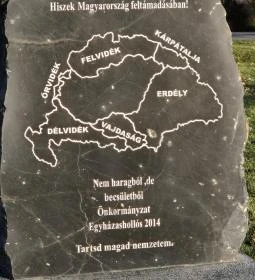 Hiszek Magyarország feltámadásában!
KÁRPÁTALJA
FELVIDÉK
ŐRVIDÉK
ERDÉLY
DÉLVIDÉK
VAJDASÁG
Nem haragból ,de
becsületből
Önkormányzat
Egyházashollós 2014
Tartsd magad nemzetem.